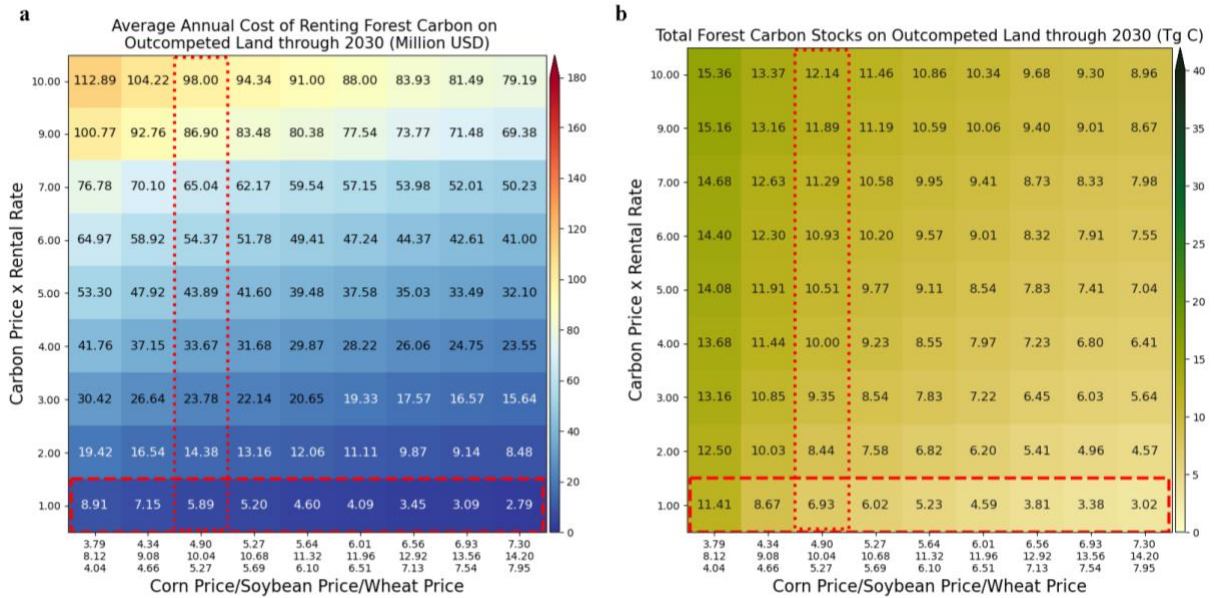 a
Average Annual Cost of Renting Forest Carbon on
Outcompeted Land through 2030 (Million USD)
Carbon Price x Rental Rate
10.00 112.89 104.22 98.00 94.34 91.00 88.00 83.93 81.49 79.19
9.00 100.77 92.76 86.90 83.48 80.38 77.54 73.77 71.48 69.38
7.00 76.78 70.10 65.04 62.17 59.54 57.15 53.98 52.01 50.23
6.00 64.97 58.92 54.37 51.78 49.41 47.24 44.37 42.61 41.00
5.00 53.30 47.92 43.89 41.60 39.48 37.58 35.03 33.49 32.10
4.00 41.76 37.15 33.67 31.68 29.87 28.22 26.06 24.75 23.55
3.00 30.42 26.64 23.78 22.14 20.65 19.33 17.57 16.57 15.64
2.00 19.42 16.54 14.38 13.16 12.06 11.11 9.87 9.14 8.48
1.00 8.91 7.15 5.89 5.20 4.60 4.09 3.45 3.09 2.79
3.79 4.34 4.90 5.27 5.64 6.01 6.56 6.93 7.30
8.12 9.08 10.04 10.68 11.32 11.96 12.92 13.56 14.20
4.04 4.66 5.27 5.69 6.10 6.51 7.13 7.54 7.95
Corn Price/Soybean Price/Wheat Price
180
160
140
120
100
80
60
40
20
0
b
Total Forest Carbon Stocks on Outcompeted Land through 2030 (Tg C)
Carbon Price x Rental Rate
10.00 15.36 13.37 12.14 11.46 10.86 10.34 9.68 9.30 8.96
9.00 15.16 13.16 11.89 11.19 10.59 10.06 9.40 9.01 8.67
7.00 14.68 12.63 11.29 10.58 9.95 9.41 8.73 8.33 7.98
6.00 14.40 12.30 10.93 10.20 9.57 9.01 8.32 7.91 7.55
5.00 14.08 11.91 10.51 9.77 9.11 8.54 7.83 7.41 7.04
4.00 13.68 11.44 10.00 9.23 8.55 7.97 7.23 6.80 6.41
3.00 13.16 10.85 9.35 8.54 7.83 7.22 6.45 6.03 5.64
2.00 12.50 10.03 8.44 7.58 6.82 6.20 5.41 4.96 4.57
1.00 11.41 8.67 6.93 6.02 5.23 4.59 3.81 3.38 3.02
3.79 4.34 4.90 5.27 5.64 6.01 6.56 6.93 7.30
8.12 9.08 10.04 10.68 11.32 11.96 12.92 13.56 14.20
4.04 4.66 5.27 5.69 6.10 6.51 7.13 7.54 7.95
Corn Price/Soybean Price/Wheat Price
40
35
30
25
20
15
10
5
0